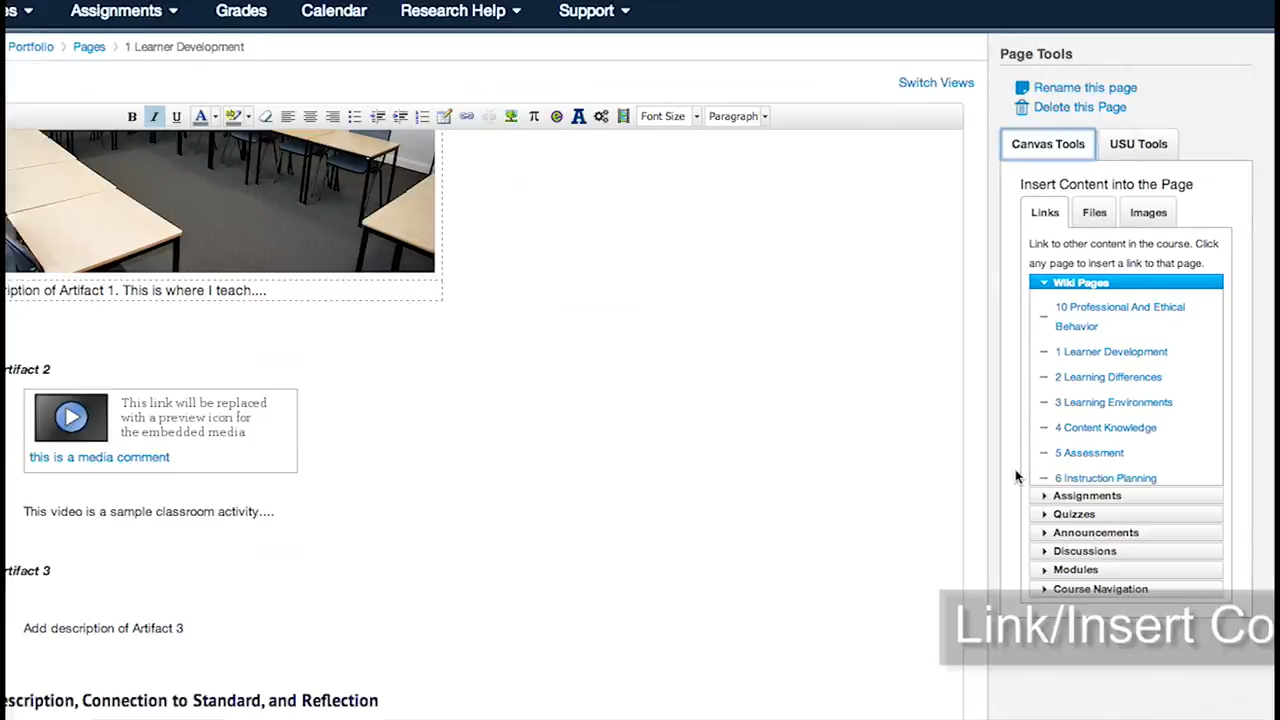 Assignments
Grades
Calendar
Research Help
Support
Portfolio
Pages
1 Learner Development
Switch Views
B I U A π A Font Size Paragraph
Artifact 1. This is where I teach....
2
This link will be replaced
with a preview icon for
the embedded media
this is a media comment
This video is a sample classroom activity....
3
Add description of Artifact 3
Connection to Standard, and Reflection
Page Tools
Rename this page
Delete this Page
Canvas Tools
USU Tools
Insert Content into the Page
Links
Files
Images
Link to other content in the course. Click
any page to insert a link to that page.
Wiki Pages
10 Professional And Ethical
Behavior
1 Learner Development
2 Learning Differences
3 Learning Environments
4 Content Knowledge
5 Assessment
6 Instruction Planning
Assignments
Quizzes
Announcements
Discussions
Modules
Course Navigation
Link/Insert Co